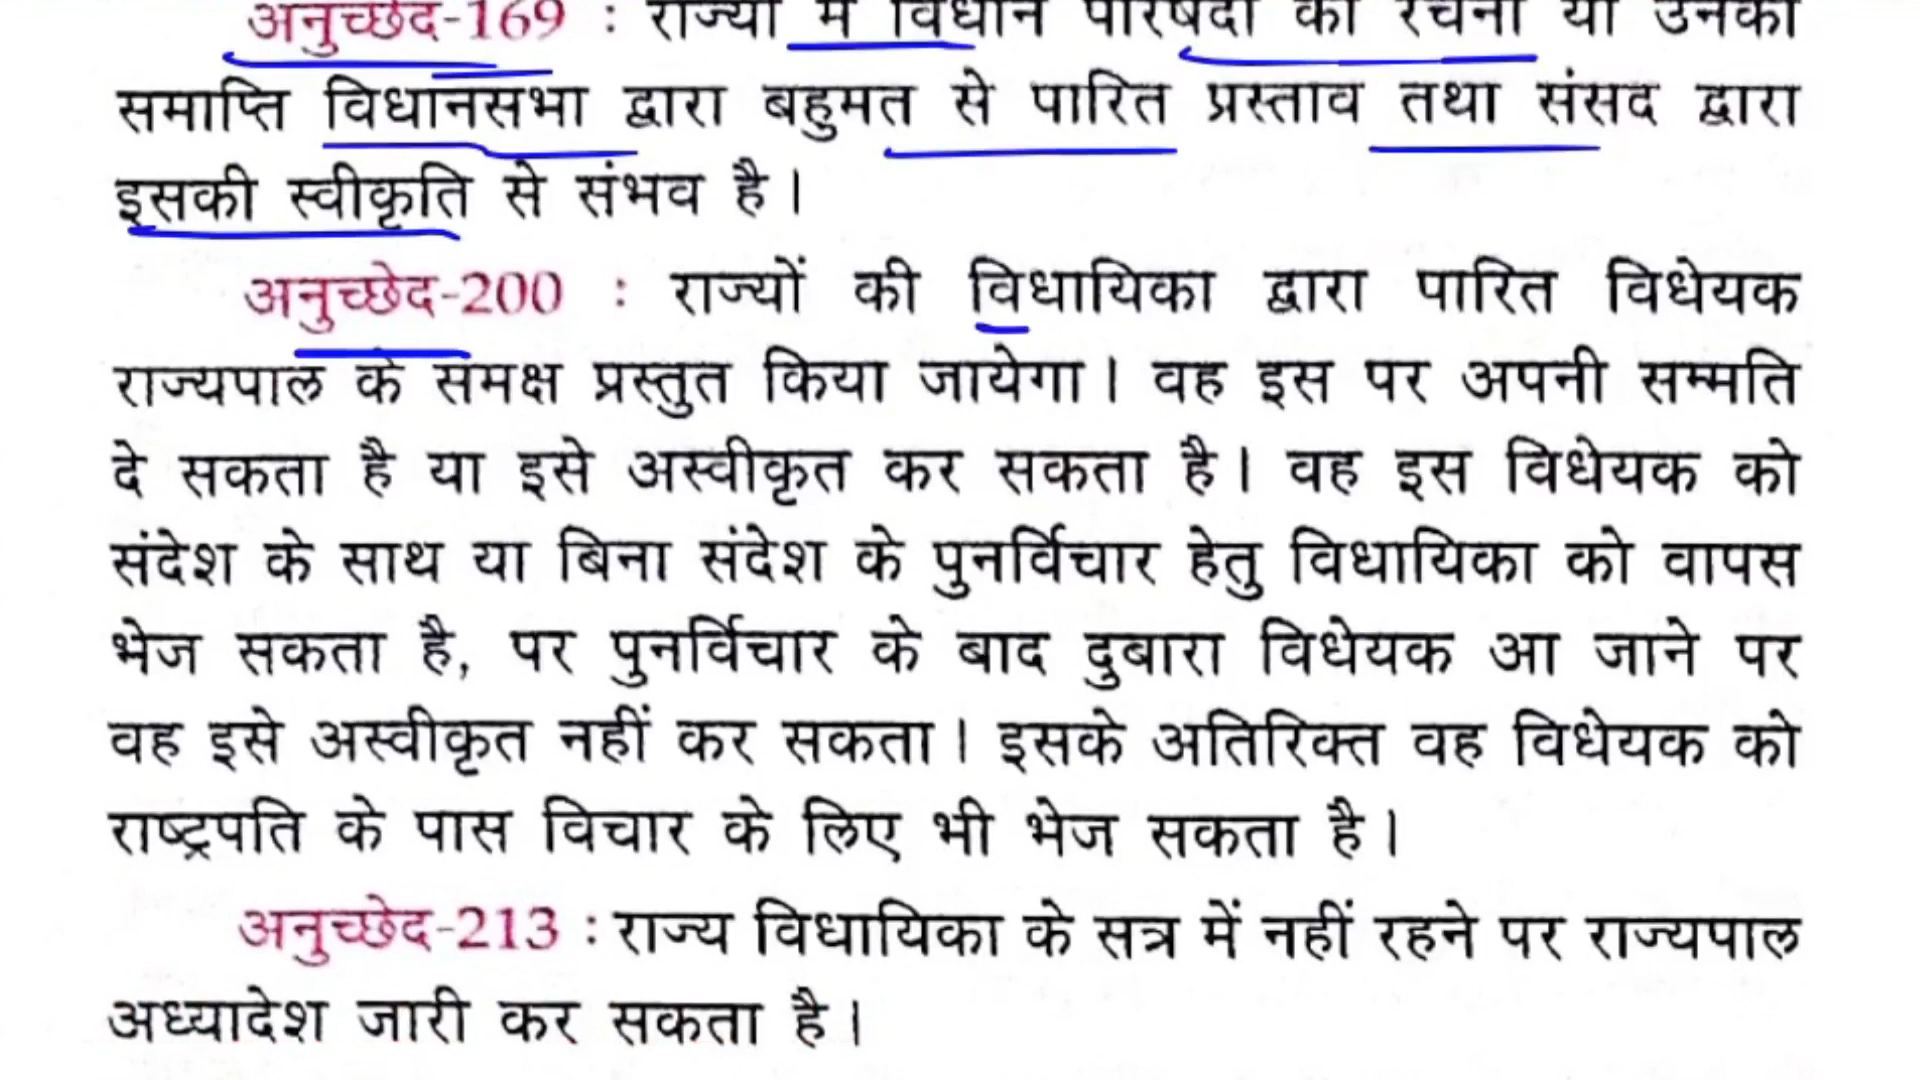 अनुच्छेद-169 : राज्यों में विधान परिषदों की रचना या उनकी
समाप्ति विधानसभा द्वारा बहुमत से पारित प्रस्ताव तथा संसद द्वारा
इसकी स्वीकृति से संभव है।
अनुच्छेद-200 : राज्यों की विधायिका द्वारा पारित विधेयक
राज्यपाल के समक्ष प्रस्तुत किया जायेगा। वह इस पर अपनी सम्मति
दे सकता है या इसे अस्वीकृत कर सकता है। वह इस विधेयक को
संदेश के साथ या बिना संदेश के पुनर्विचार हेतु विधायिका को वापस
भेज सकता है, पर पुनर्विचार के बाद दुबारा विधेयक आ जाने पर
वह इसे अस्वीकृत नहीं कर सकता। इसके अतिरिक्त वह विधेयक को
राष्ट्रपति के पास विचार के लिए भी भेज सकता है।
अनुच्छेद-213 : राज्य विधायिका के सत्र में नहीं रहने पर राज्यपाल
अध्यादेश जारी कर सकता है।